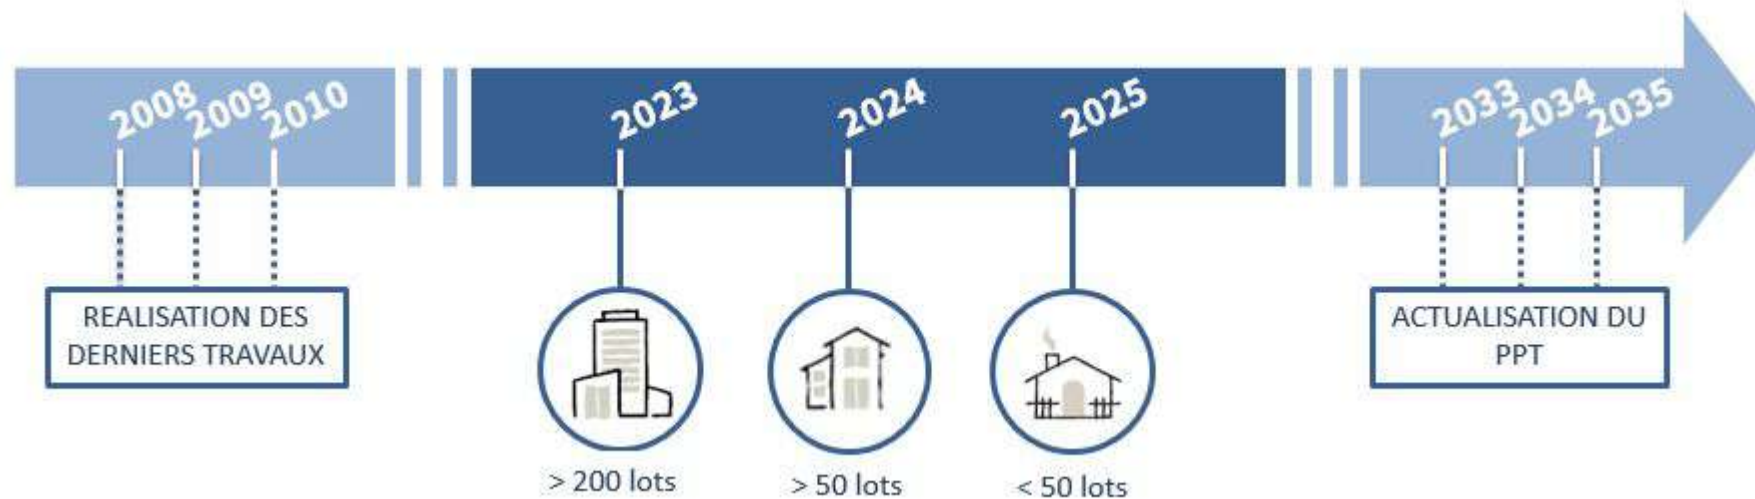 2008
2009
2010
2023
2024
2025
2033
2034
2035
REALISATION DES
DERNIERS TRAVAUX
> 200 lots
> 50 lots
< 50 lots
ACTUALISATION DU
PPT